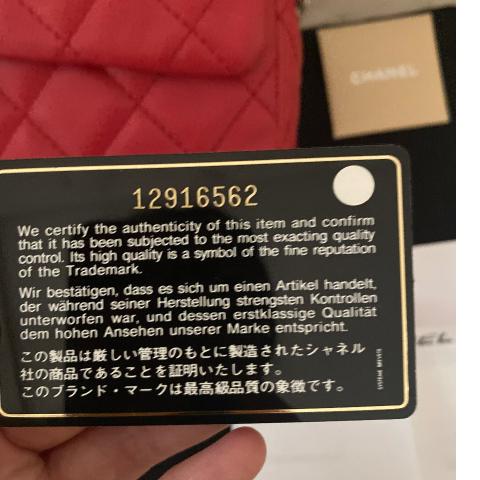 CHANEL
12916562
We certify the authenticity of this item and confirm
that it has been subjected to the most exacting quality
control. Its high quality is a symbol of the fine reputation
of the Trademark.
Wir bestätigen, dass es sich um einen Artikel handelt,
der während seiner Herstellung strengsten Kontrollen
unterworfen war, und dessen erstklassige Qualität
dem hohen Ansehen unserer Marke entspricht.
この製品は厳しい管理のもとに製造されたシャネル
社の商品であることを証明いたします。
このブランド・マークは最高級品質の象徴です。
EL